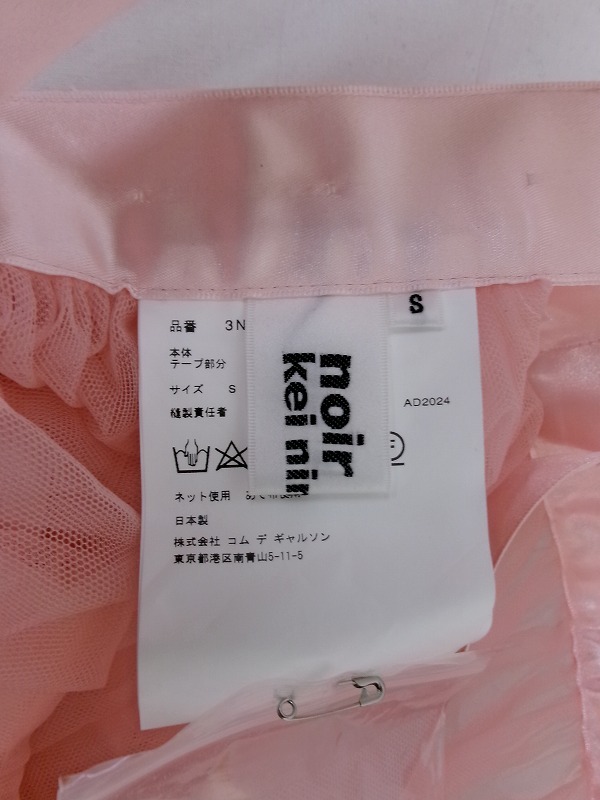 S
品番 3N
本体
テープ部分
サイズ S
縫製責任者
AD2024
noir
kei nin
ネット使用
日本製
株式会社 コム デ ギャルソン
東京都港区南青山5-11-5